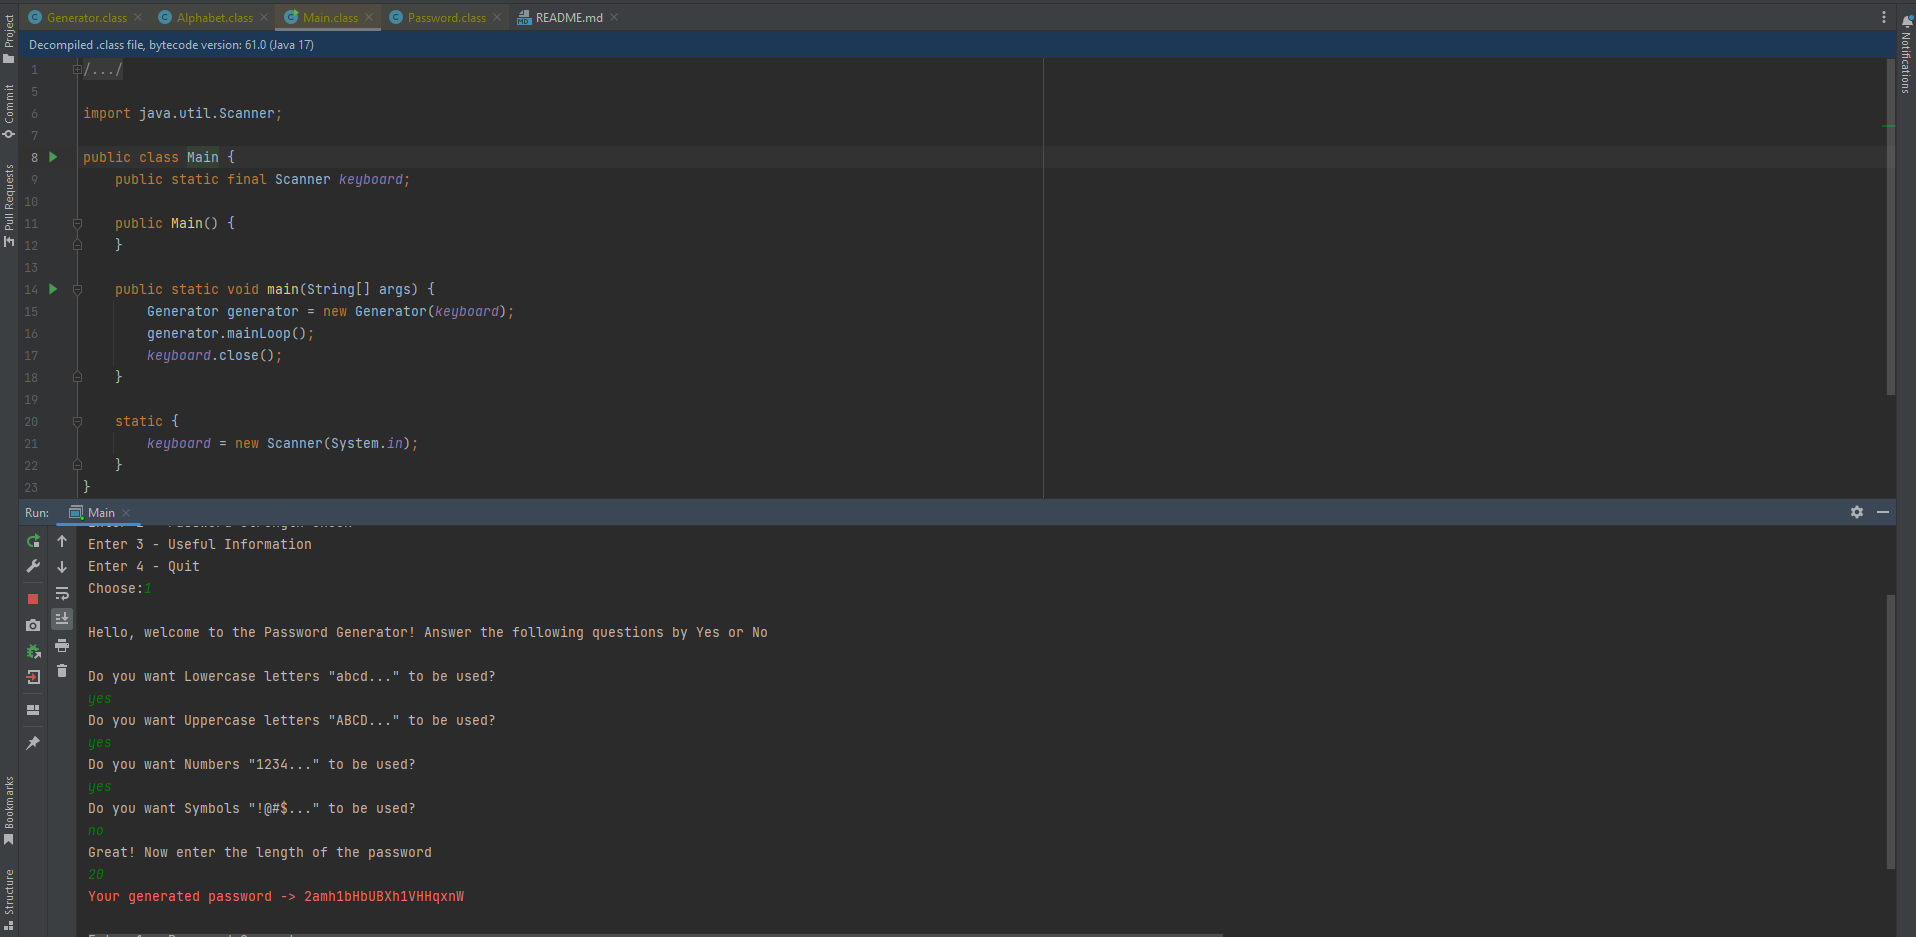 Generator.class
Alphabet.class
Main.class
Password.class
README.md
Decompiled .class file, bytecode version: 61.0 (Java 17)
Project
Commit
Pull Requests
Bookmarks
Structure
Notifications
1 /.../
5
6 import java.util.Scanner;
7
8 public class Main {
9 public static final Scanner keyboard;
10
11 public Main() {
12 }
13
14 public static void main(String[] args) {
15 Generator generator = new Generator(keyboard);
16 generator.mainLoop();
17 keyboard.close();
18 }
19
20 static {
21 keyboard = new Scanner(System.in);
22 }
23 }
Run: Main
Enter 3 - Useful Information
Enter 4 - Quit
Choose:1
Hello, welcome to the Password Generator! Answer the following questions by Yes or No
Do you want Lowercase letters "abcd..." to be used?
yes
Do you want Uppercase letters "ABCD..." to be used?
yes
Do you want Numbers "1234..." to be used?
yes
Do you want Symbols "!@#$..." to be used?
no
Great! Now enter the length of the password
20
Your generated password -> 2amh1bHbUBXh1VHHqxnW